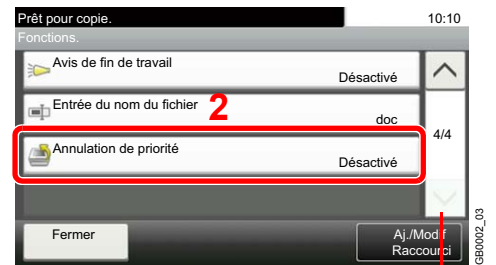 Prêt pour copie.
10:10
Fonctions.
Avis de fin de travail
Désactivé
Entrée du nom du fichier
2
doc
4/4
Annulation de priorité
Désactivé
Fermer
Aj./Modif
Raccourci
GB0002_03